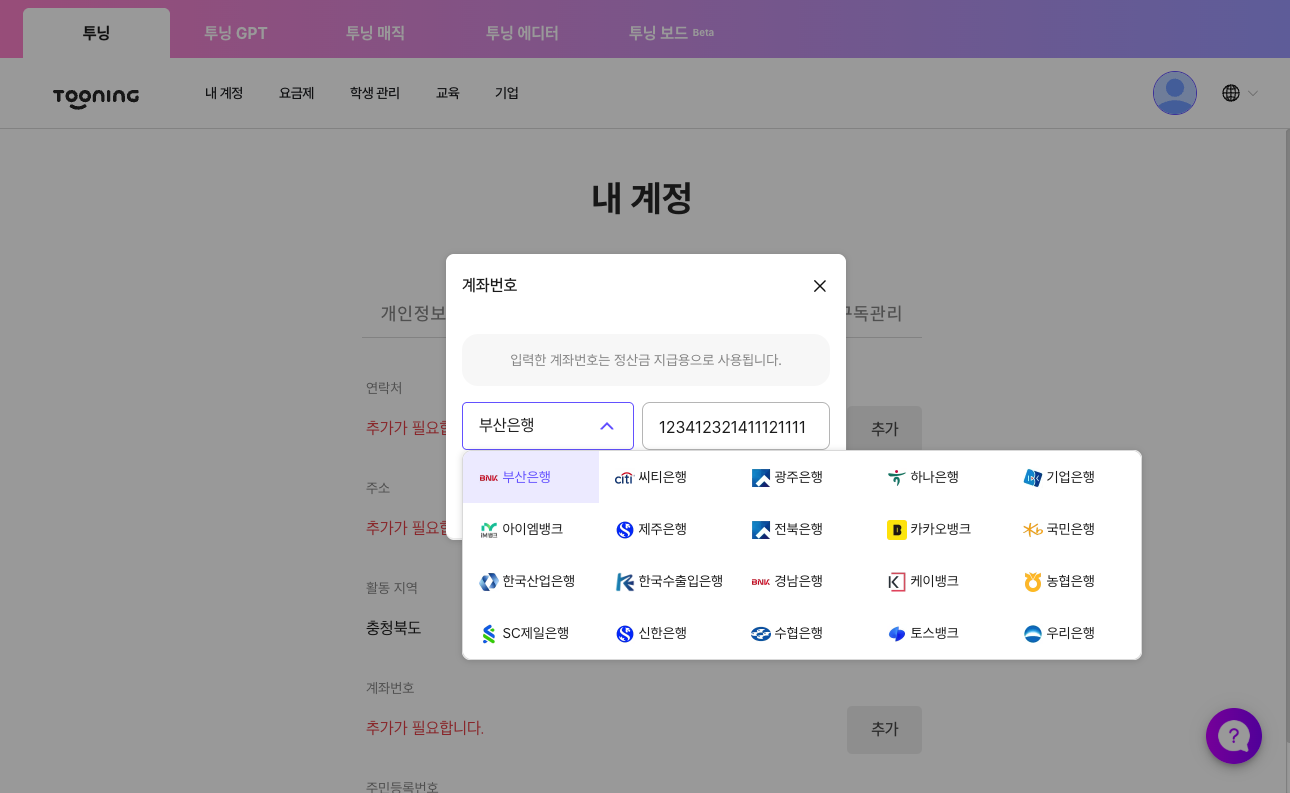 투닝 투닝 GPT 투닝 매직 투닝 에디터 투닝 보드 Beta
TOONING 내 계정 요금제 학생 관리 교육 기업
내 계정
계좌번호
개인정보 구독관리
입력한 계좌번호는 정산금 지급용으로 사용됩니다.
연락처
부산은행 123412321411121111
추가가 필요합 추가
BNK 부산은행 citi 씨티은행 광주은행 하나은행 IBK 기업은행
주소
추가가 필요합
iM뱅크 아이엠뱅크 제주은행 전북은행 B 카카오뱅크 Kb 국민은행
한국산업은행 한국수출입은행 BNK 경남은행 K 케이뱅크 농협은행
활동 지역
충청북도
SC제일은행 신한은행 수협은행 토스뱅크 우리은행
계좌번호
추가가 필요합니다. 추가
주민등록번호